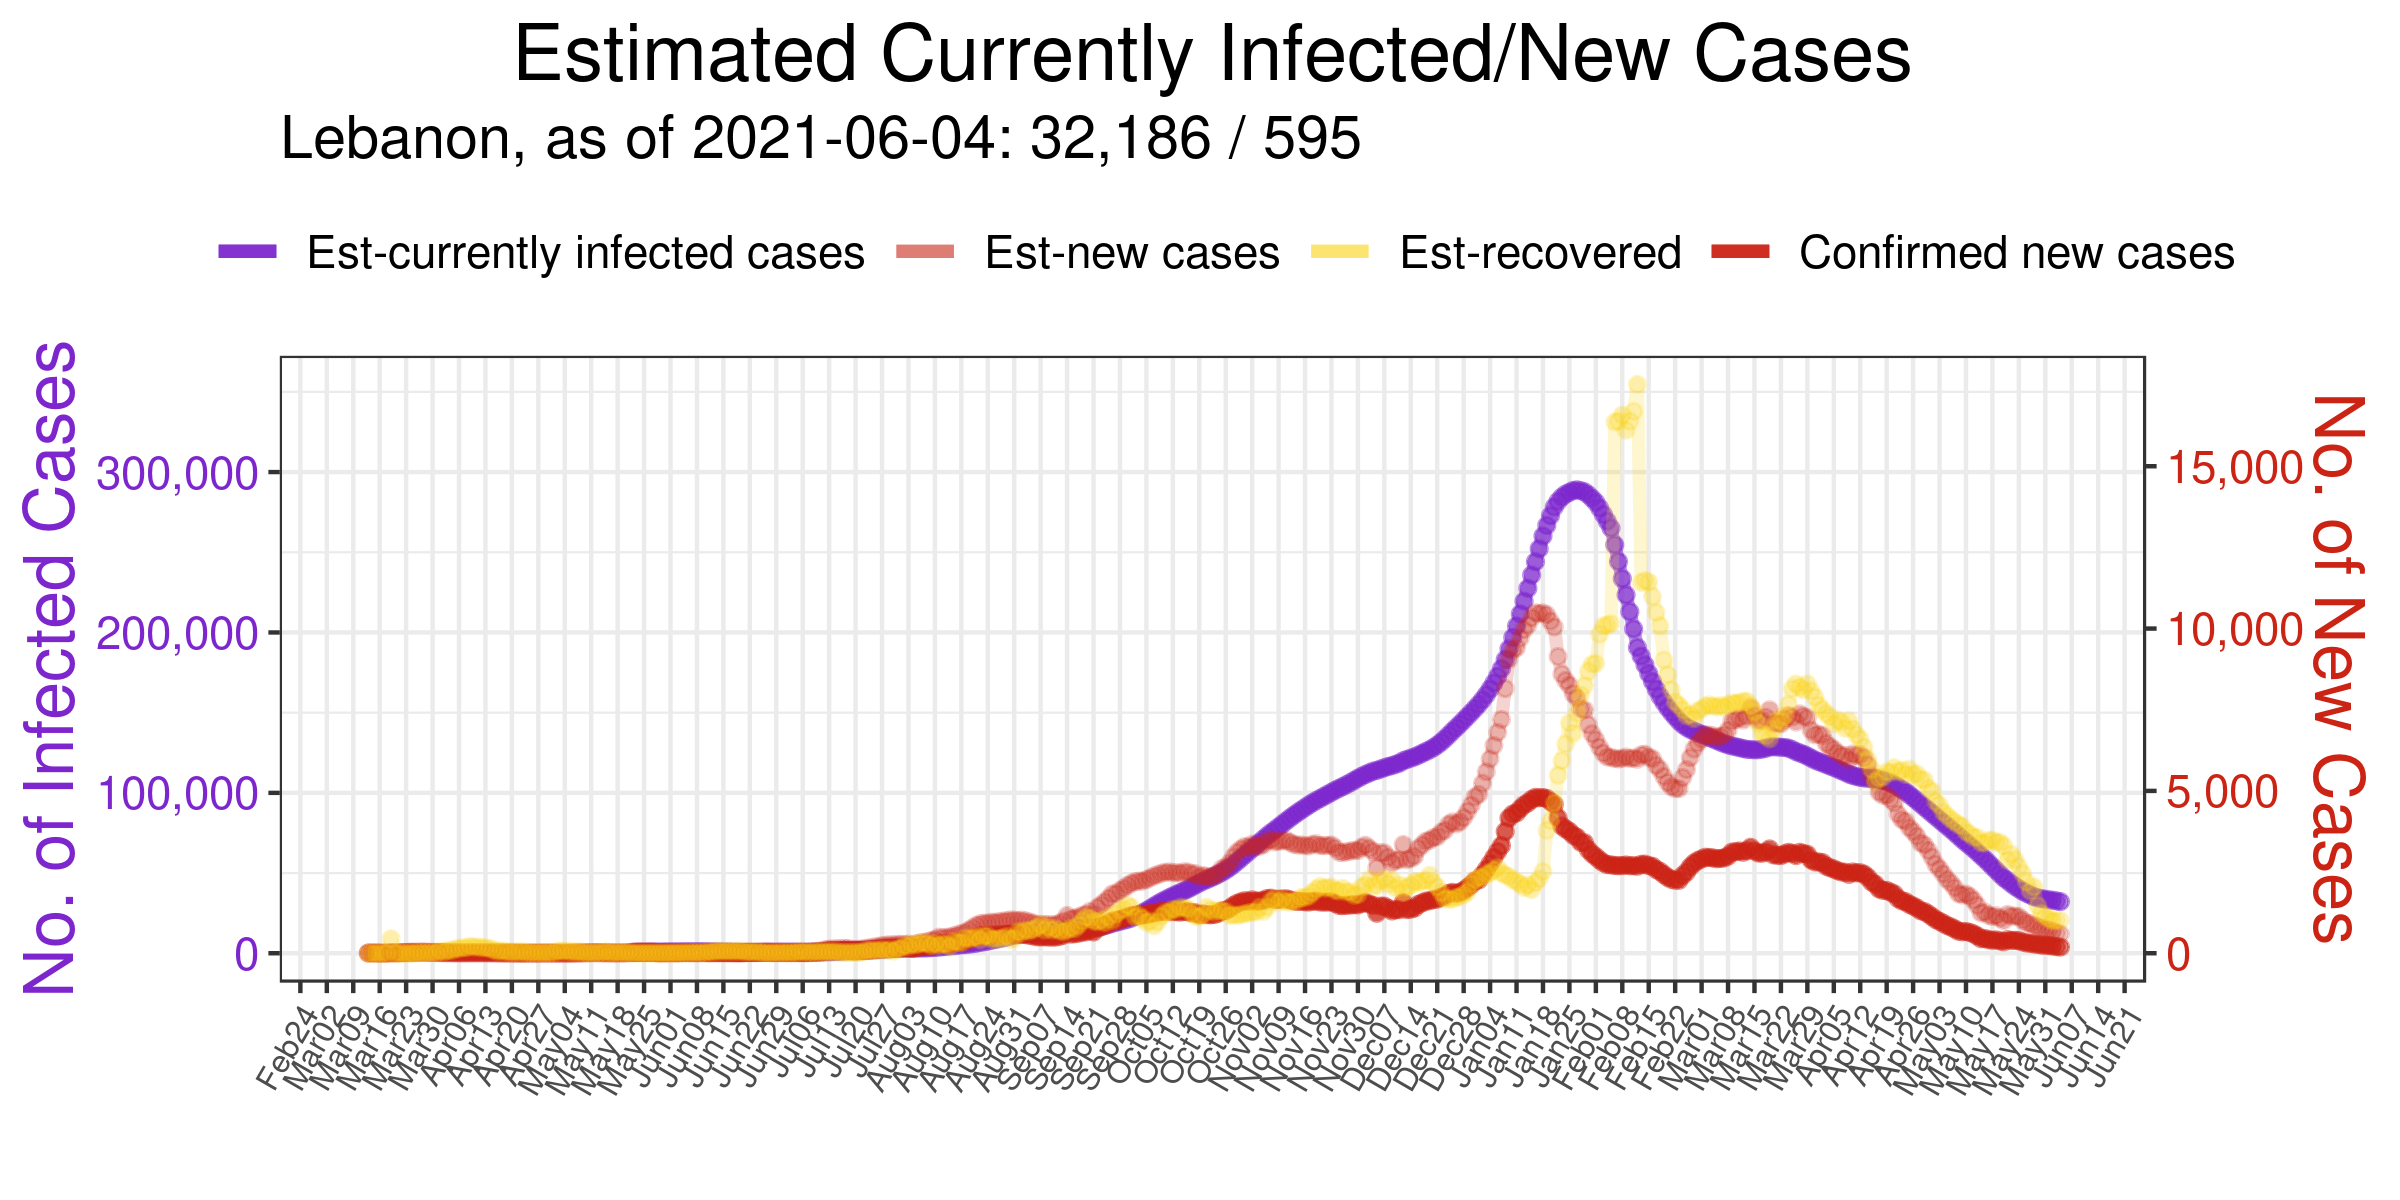 Estimated Currently Infected/New Cases
Lebanon, as of 2021-06-04: 32,186 / 595
Est-currently infected cases Est-new cases Est-recovered Confirmed new cases
No. of Infected Cases
300,000
200,000
100,000
0
15,000
10,000
5,000
0
No. of New Cases
Feb24
Mar02
Mar09
Mar16
Mar23
Mar30
Apr06
Apr13
Apr20
Apr27
May04
May11
May18
May25
Jun01
Jun08
Jun15
Jun22
Jun29
Jul06
Jul13
Jul20
Jul27
Aug03
Aug10
Aug17
Aug24
Aug31
Sep07
Sep14
Sep21
Sep28
Oct05
Oct12
Oct19
Oct26
Nov02
Nov09
Nov16
Nov23
Nov30
Dec07
Dec14
Dec21
Dec28
Jan04
Jan11
Jan18
Jan25
Feb01
Feb08
Feb15
Feb22
Mar01
Mar08
Mar15
Mar22
Mar29
Apr05
Apr12
Apr19
Apr26
May03
May10
May17
May24
May31
Jun07
Jun14
Jun21